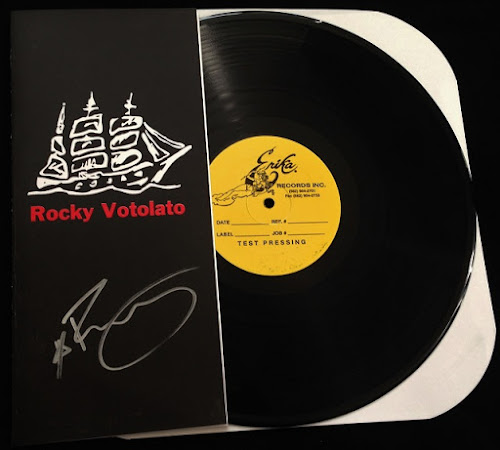 Rocky Votolato
Erika
RECORDS INC.
DATE REF. #
LABEL JOB #
TEST PRESSING